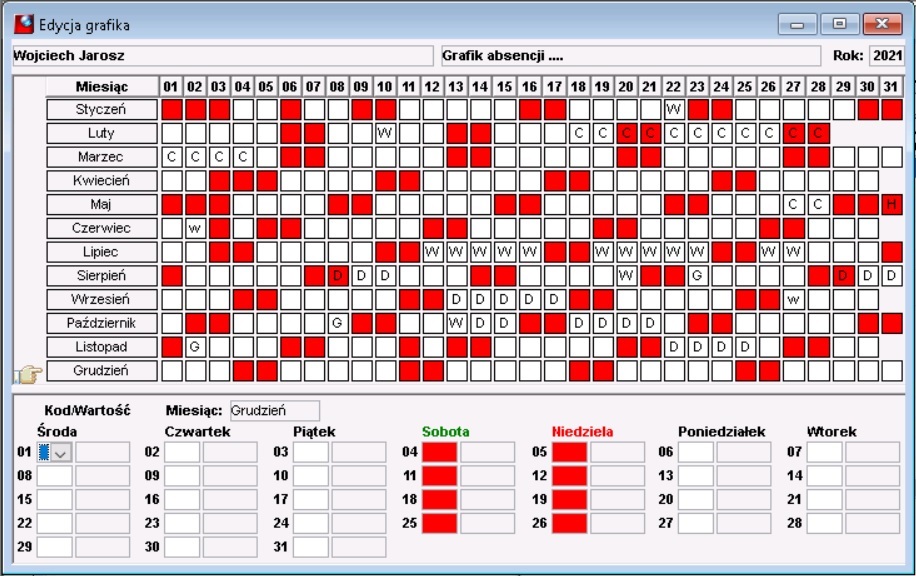 Edycja grafika
Wojciech Jarosz Grafik absencji .... Rok: 2021
Miesiąc 01 02 03 04 05 06 07 08 09 10 11 12 13 14 15 16 17 18 19 20 21 22 23 24 25 26 27 28 29 30 31
Styczeń W
Luty W C C C C C C C C C C C
Marzec C C C C
Kwiecień
Maj C C H
Czerwiec w
Lipiec W W W W W W W W W W W W
Sierpień D D D W G D D D
Wrzesień D D D D D w
Październik G W D D D D D D
Listopad G D D D D
Grudzień
Kod/Wartość Miesiąc: Grudzień
Środa Czwartek Piątek Sobota Niedziela Poniedziałek Wtorek
01 02 03 04 05 06 07
08 09 10 11 12 13 14
15 16 17 18 19 20 21
22 23 24 25 26 27 28
29 30 31